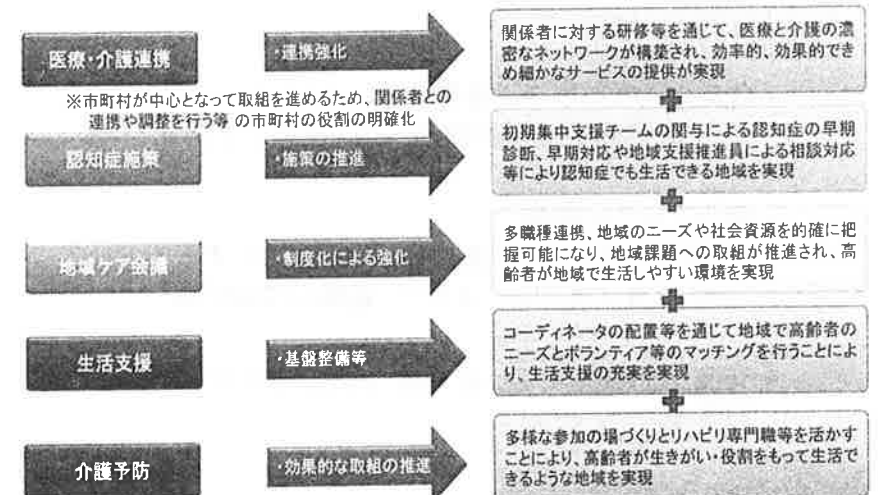 医療・介護連携
・連携強化
関係者に対する研修等を通じて、医療と介護の濃
密なネットワークが構築され、効率的、効果的でき
め細かなサービスの提供が実現
※市町村が中心となって取組を進めるため、関係者との
連携や調整を行う等 の市町村の役割の明確化
認知症施策
・施策の推進
初期集中支援チームの関与による認知症の早期
診断、早期対応や地域支援推進員による相談対応
等により認知症でも生活できる地域を実現
地域ケア会議
・制度化による強化
多職種連携、地域のニーズや社会資源を的確に把
握可能になり、地域課題への取組が推進され、高
齢者が地域で生活しやすい環境を実現
生活支援
・基盤整備等
コーディネータの配置等を通じて地域で高齢者の
ニーズとボランティア等のマッチングを行うことによ
り、生活支援の充実を実現
介護予防
・効果的な取組の推進
多様な参加の場づくりとリハビリ専門職等を活かす
ことにより、高齢者が生きがい・役割をもって生活で
きるような地域を実現